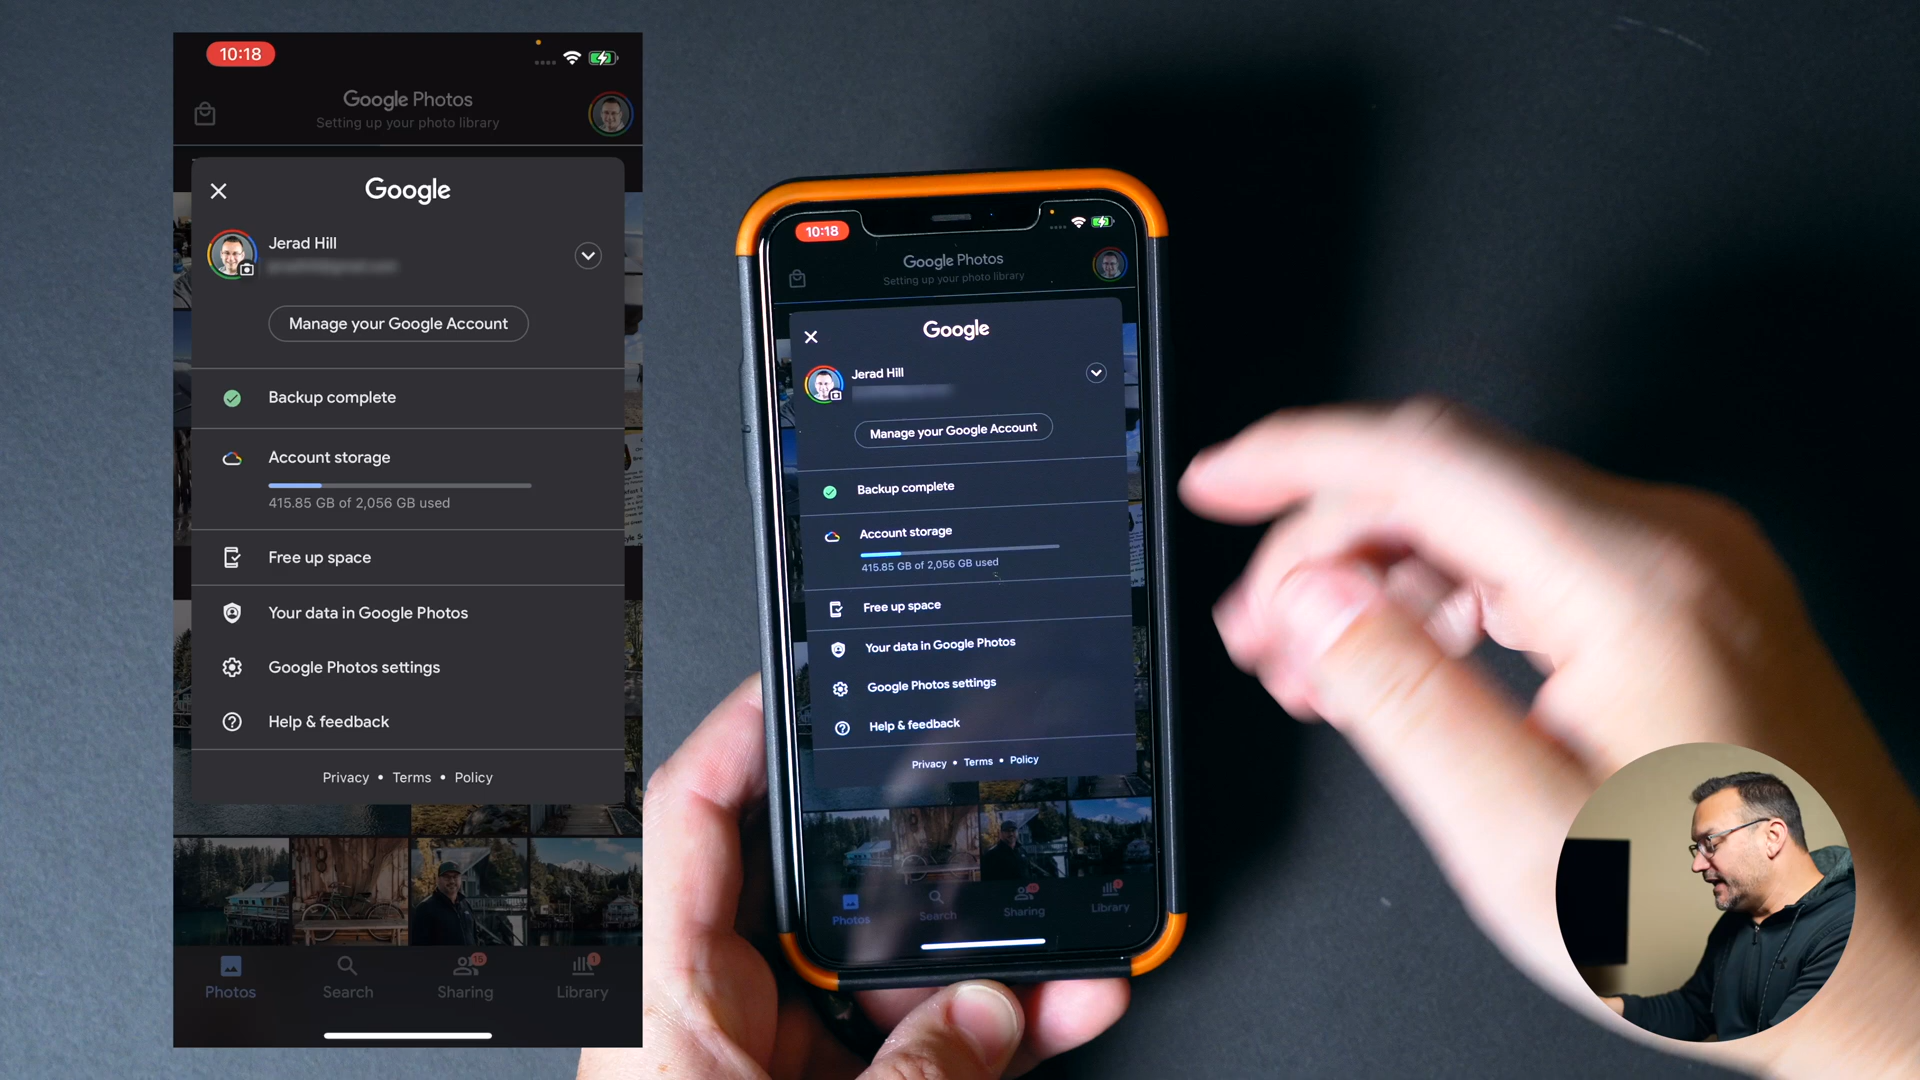 10:18
Google Photos
Setting up your photo library
Google
Jerad Hill
Manage your Google Account
Backup complete
Account storage
415.85 GB of 2,056 GB used
Free up space
Your data in Google Photos
Google Photos settings
Help & feedback
Privacy • Terms • Policy
Photos
Search
15
Sharing
1
Library
10:18
Google Photos
Setting up your photo library
Google
Jerad Hill
Manage your Google Account
Backup complete
Account storage
415.85 GB of 2,056 GB used
Free up space
Your data in Google Photos
Google Photos settings
Help & feedback
Privacy • Terms • Policy
Photos
Search
Sharing
Library